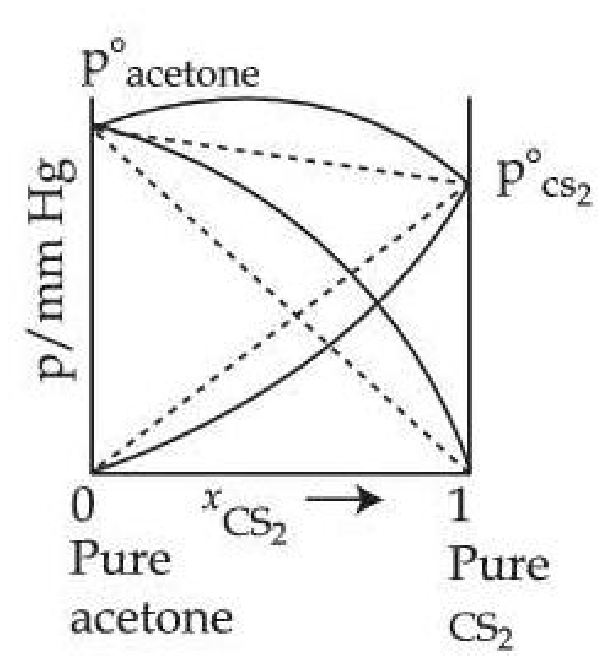 p°acetone
p°cs₂
p/mm Hg
0
xCS₂
1
Pure
acetone
Pure
CS₂